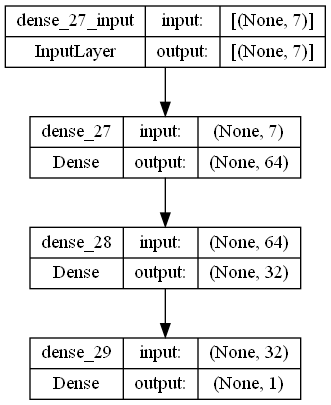 dense_27_input input: [(None, 7)]
InputLayer output: [(None, 7)]
dense_27 input: (None, 7)
Dense output: (None, 64)
dense_28 input: (None, 64)
Dense output: (None, 32)
dense_29 input: (None, 32)
Dense output: (None, 1)